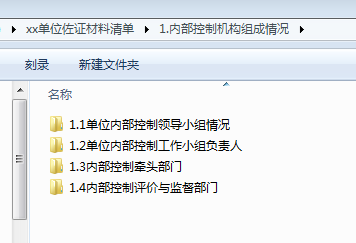 xx单位佐证材料清单 ▸ 1.内部控制机构组成情况 ▸
刻录 新建文件夹
名称
1.1单位内部控制领导小组情况
1.2单位内部控制工作小组负责人
1.3内部控制牵头部门
1.4内部控制评价与监督部门